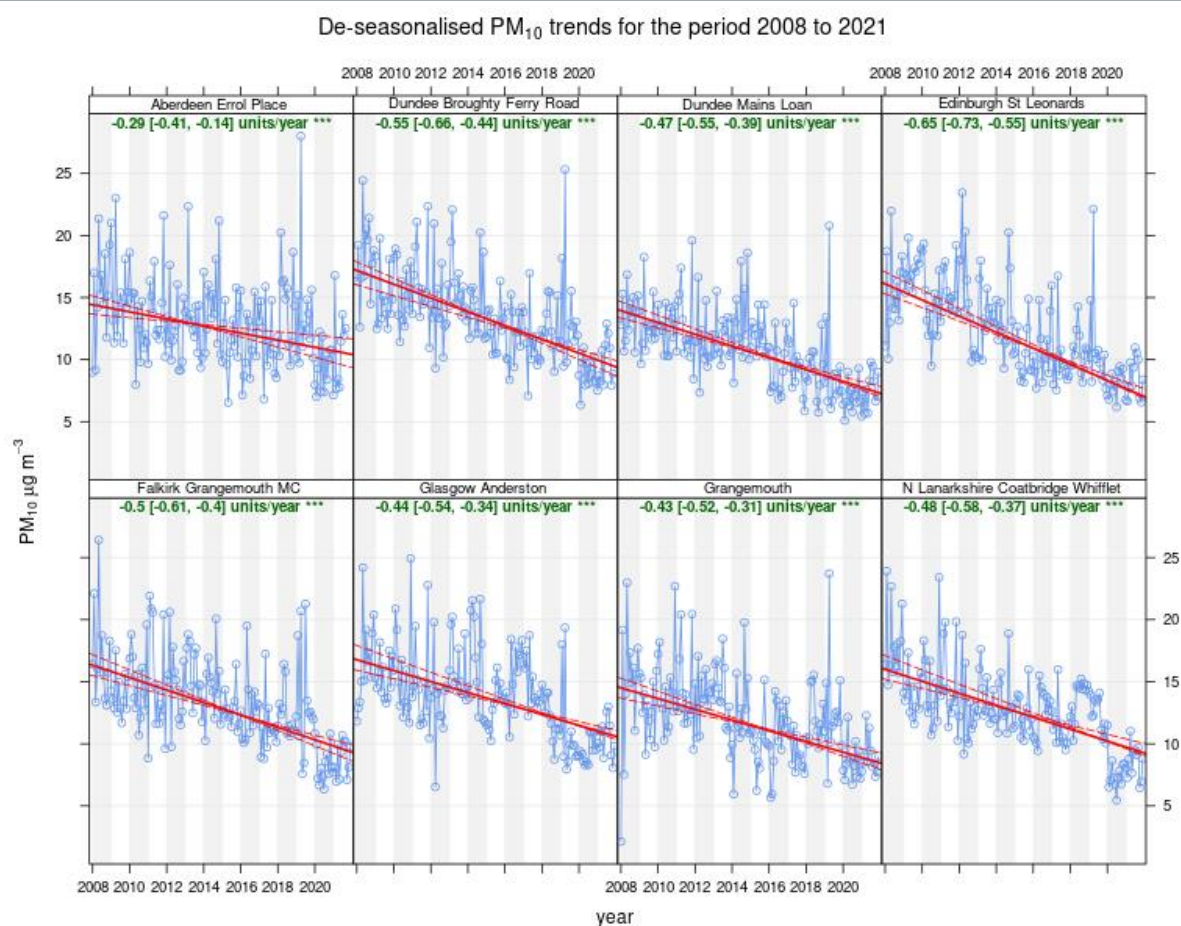 De-seasonalised PM₁₀ trends for the period 2008 to 2021
2008 2010 2012 2014 2016 2018 2020
2008 2010 2012 2014 2016 2018 2020
Aberdeen Errol Place
Dundee Broughty Ferry Road
Dundee Mains Loan
Edinburgh St Leonards
-0.29 [-0.41, -0.14] units/year ***
-0.55 [-0.66, -0.44] units/year ***
-0.47 [-0.55, -0.39] units/year ***
-0.65 [-0.73, -0.55] units/year ***
25
20
15
10
5
PM₁₀ µg m⁻³
Falkirk Grangemouth MC
Glasgow Anderston
Grangemouth
N Lanarkshire Coatbridge Whifflet
-0.5 [-0.61, -0.4] units/year ***
-0.44 [-0.54, -0.34] units/year ***
-0.43 [-0.52, -0.31] units/year ***
-0.48 [-0.58, -0.37] units/year ***
25
20
15
10
5
2008 2010 2012 2014 2016 2018 2020
2008 2010 2012 2014 2016 2018 2020
year